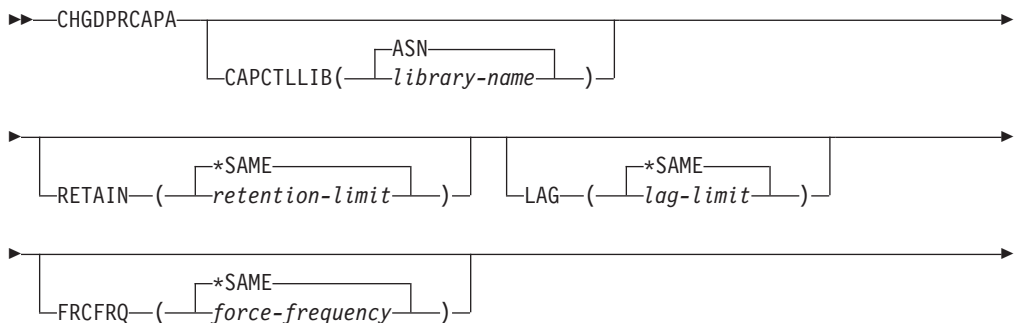 CHGDPRCAPA
ASN
CAPCTLLIB( library-name )
*SAME *SAME
RETAIN ( retention-limit ) LAG ( lag-limit )
*SAME
FRCFRQ ( force-frequency )